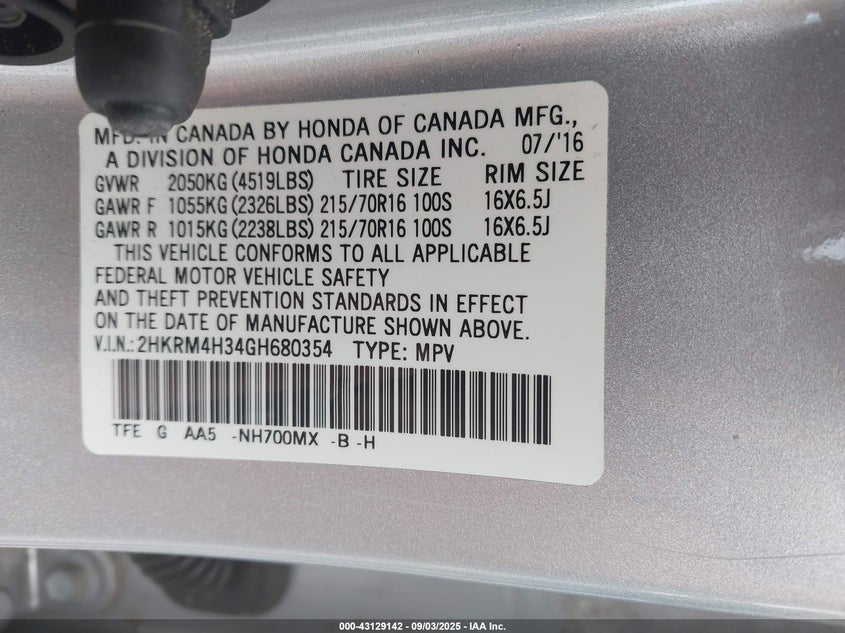 MFD. IN CANADA BY HONDA OF CANADA MFG.,
A DIVISION OF HONDA CANADA INC. 07/'16
GVWR 2050KG (4519LBS) TIRE SIZE RIM SIZE
GAWR F 1055KG (2326LBS) 215/70R16 100S 16X6.5J
GAWR R 1015KG (2238LBS) 215/70R16 100S 16X6.5J
THIS VEHICLE CONFORMS TO ALL APPLICABLE
FEDERAL MOTOR VEHICLE SAFETY
AND THEFT PREVENTION STANDARDS IN EFFECT
ON THE DATE OF MANUFACTURE SHOWN ABOVE.
V.I.N.: 2HKRM4H34GH680354 TYPE: MPV
TFE G AA5 -NH700MX -B -H
000-43129142 - 09/03/2025 - IAA Inc.